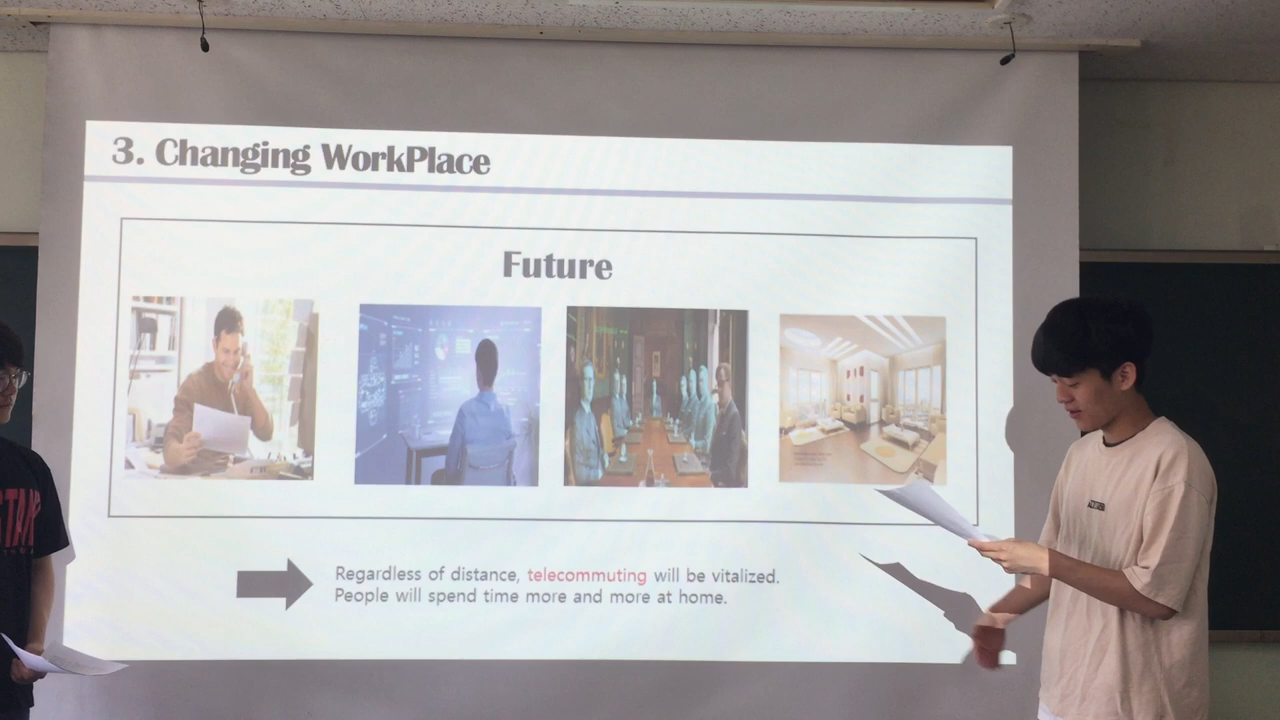 3. Changing WorkPlace
Future
Regardless of distance, telecommuting will be vitalized.
People will spend time more and more at home.